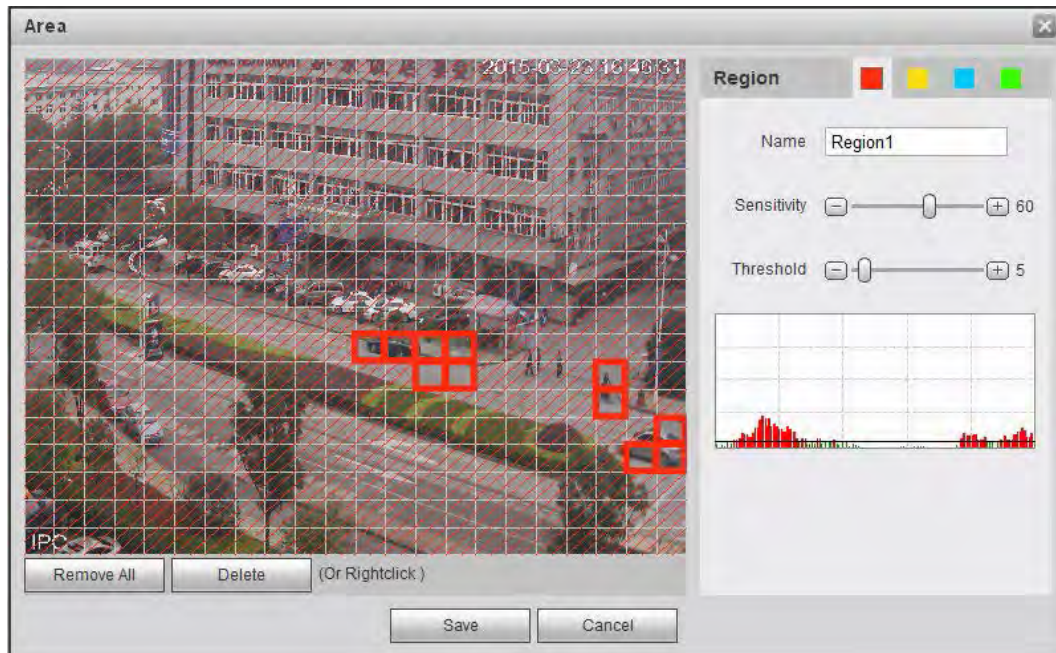 Area
2015-03-23 16:46:31
Region
Name
Region1
Sensitivity
60
Threshold
5
IPC
Remove All
Delete
(Or Rightclick )
Save
Cancel